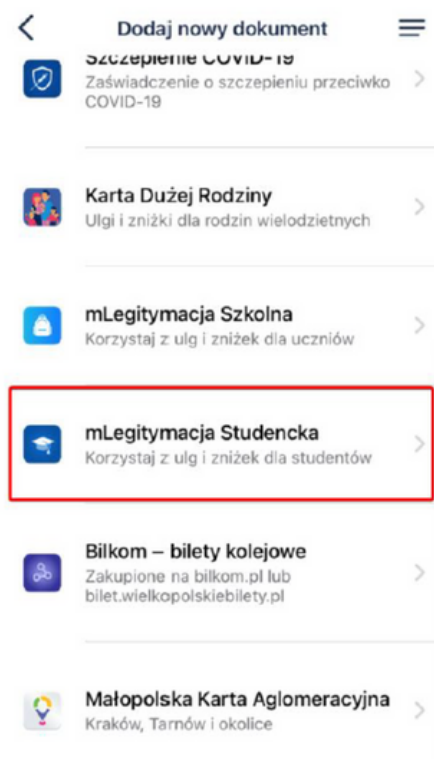 Dodaj nowy dokument
Szczepienie COVID-19
Zaświadczenie o szczepieniu przeciwko
COVID-19
Karta Dużej Rodziny
Ulgi i zniżki dla rodzin wielodzietnych
mLegitymacja Szkolna
Korzystaj z ulg i zniżek dla uczniów
mLegitymacja Studencka
Korzystaj z ulg i zniżek dla studentów
Bilkom – bilety kolejowe
Zakupione na bilkom.pl lub
bilet.wielkopolskiebilety.pl
Małopolska Karta Aglomeracyjna
Kraków, Tarnów i okolice